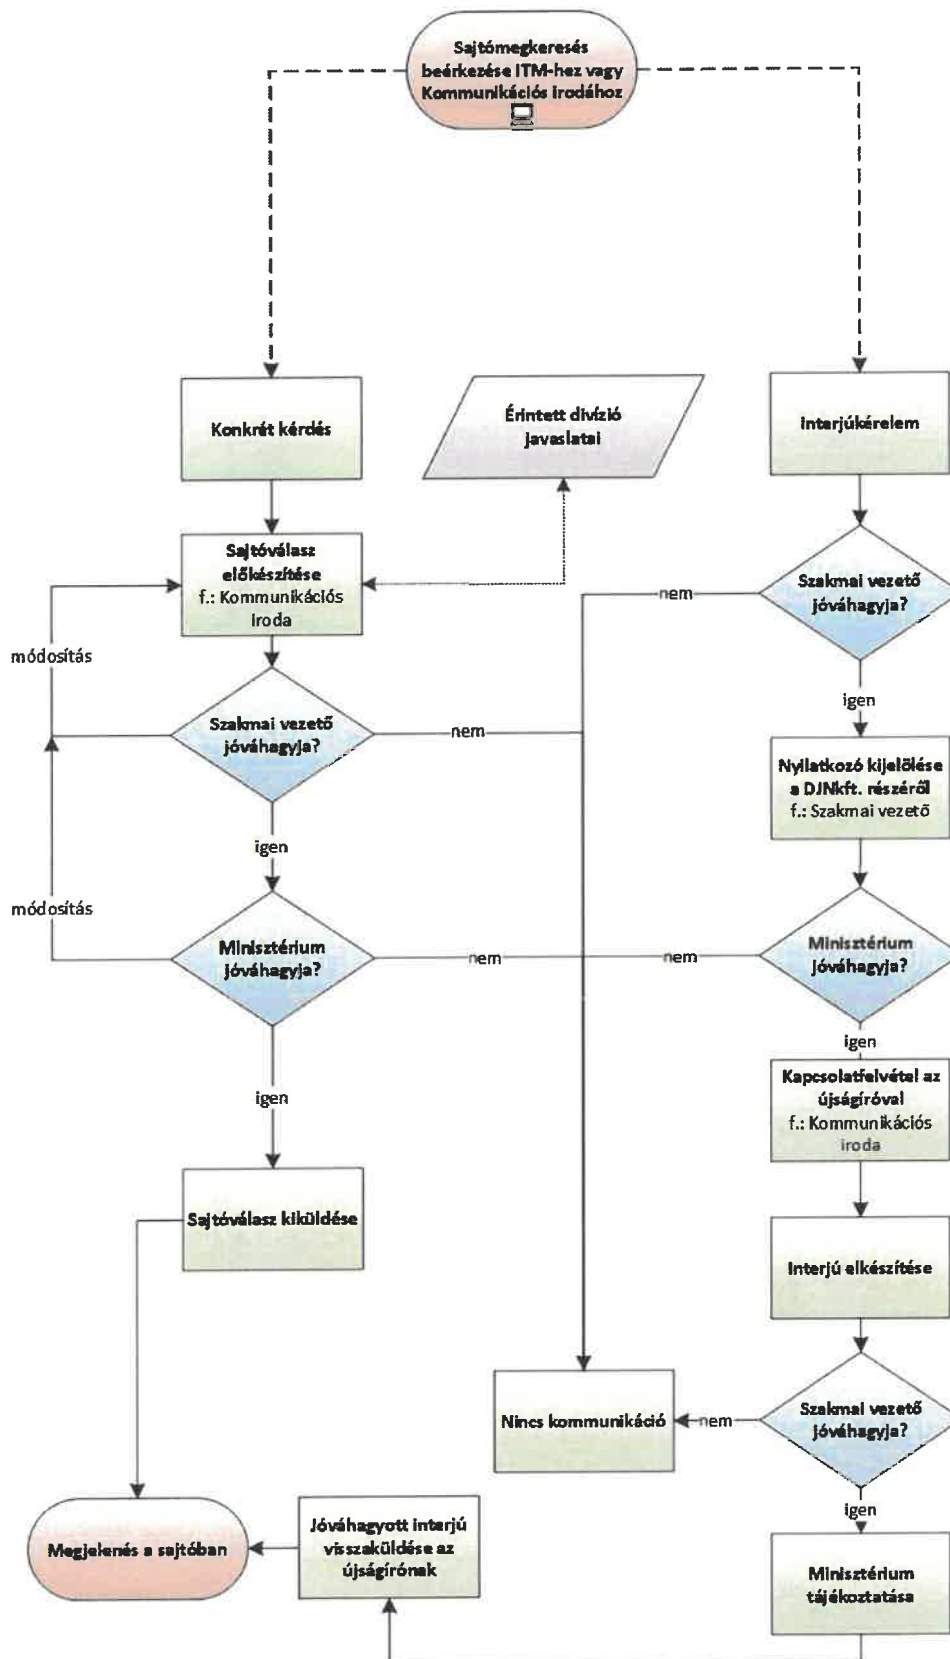 Sajtómegkeresés
beérkezése ITM-hez vagy
Kommunikációs irodához
Konkrét kérdés
Érintett divízió
javaslatai
Interjúkérelem
Sajtóválasz
előkészítése
f.: Kommunikációs
iroda
Szakmai vezető
jóváhagyja?
nem
módosítás
igen
Szakmai vezető
jóváhagyja?
nem
Nyilatkozó kijelölése
a DJNkft. részéről
f.: Szakmai vezető
igen
módosítás
Minisztérium
jóváhagyja?
nem
nem
Minisztérium
jóváhagyja?
igen
igen
Kapcsolatfelvétel az
újságíróval
f.: Kommunikációs
iroda
Sajtóválasz kiküldése
Interjú elkészítése
Nincs kommunikáció
nem
Szakmai vezető
jóváhagyja?
igen
Megjelenés a sajtóban
Jóváhagyott interjú
visszaküldése az
újságírónak
Minisztérium
tájékoztatása